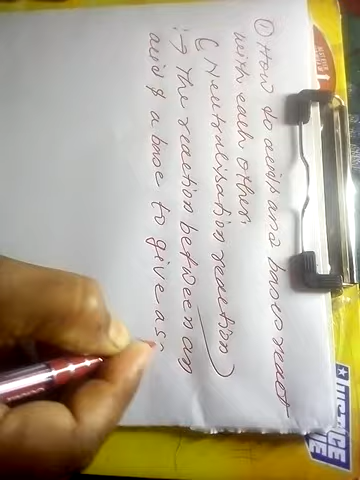 ① How do acids and bases react
with each other.
( Neutralisation reaction)
:→ The reaction between an
acid & a base to give a s